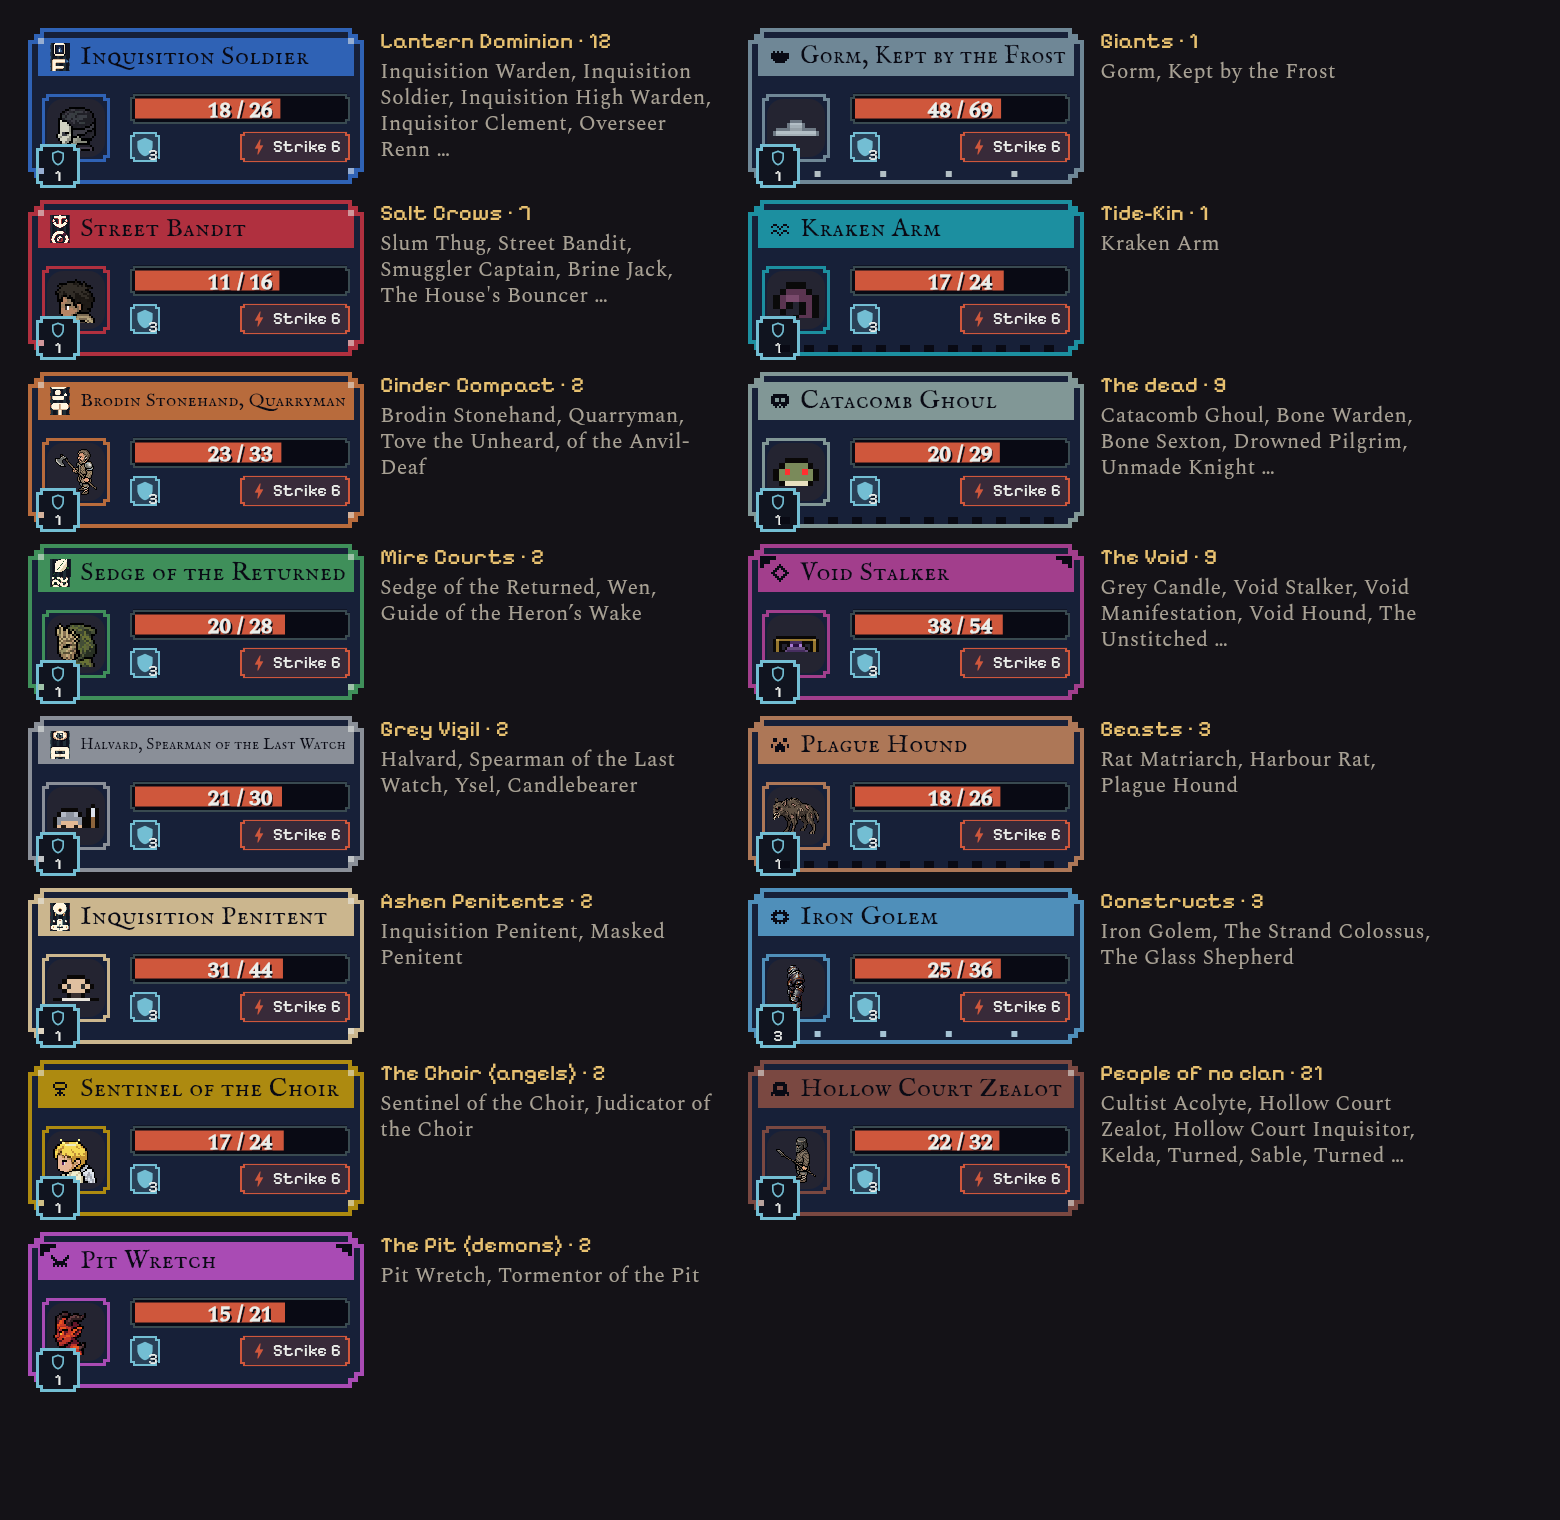 Inquisition Soldier
18 / 26
3
Strike 6
1
Lantern Dominion · 12
Inquisition Warden, Inquisition
Soldier, Inquisition High Warden,
Inquisitor Clement, Overseer
Renn ...
Street Bandit
11 / 16
3
Strike 6
1
Salt Crows · 7
Slum Thug, Street Bandit,
Smuggler Captain, Brine Jack,
The House's Bouncer ...
Brodin Stonehand, Quarryman
23 / 33
3
Strike 6
1
Cinder Compact · 2
Brodin Stonehand, Quarryman,
Tove the Unheard, of the Anvil-
Deaf
Sedge of the Returned
20 / 28
3
Strike 6
1
Mire Courts · 2
Sedge of the Returned, Wen,
Guide of the Heron’s Wake
Halvard, Spearman of the Last Watch
21 / 30
3
Strike 6
1
Grey Vigil · 2
Halvard, Spearman of the Last
Watch, Ysel, Candlebearer
Inquisition Penitent
31 / 44
3
Strike 6
1
Ashen Penitents · 2
Inquisition Penitent, Masked
Penitent
Sentinel of the Choir
17 / 24
3
Strike 6
1
The Choir (angels) · 2
Sentinel of the Choir, Judicator of
the Choir
Pit Wretch
15 / 21
3
Strike 6
1
The Pit (demons) · 2
Pit Wretch, Tormentor of the Pit
Gorm, Kept by the Frost
48 / 69
3
Strike 6
1
Giants · 1
Gorm, Kept by the Frost
Kraken Arm
17 / 24
3
Strike 6
1
Tide-Kin · 1
Kraken Arm
Catacomb Ghoul
20 / 29
3
Strike 6
1
The dead · 9
Catacomb Ghoul, Bone Warden,
Bone Sexton, Drowned Pilgrim,
Unmade Knight ...
Void Stalker
38 / 54
3
Strike 6
1
The Void · 9
Grey Candle, Void Stalker, Void
Manifestation, Void Hound, The
Unstitched ...
Plague Hound
18 / 26
3
Strike 6
1
Beasts · 3
Rat Matriarch, Harbour Rat,
Plague Hound
Iron Golem
25 / 36
3
Strike 6
3
Constructs · 3
Iron Golem, The Strand Colossus,
The Glass Shepherd
Hollow Court Zealot
22 / 32
3
Strike 6
1
People of no clan · 21
Cultist Acolyte, Hollow Court
Zealot, Hollow Court Inquisitor,
Kelda, Turned, Sable, Turned ...